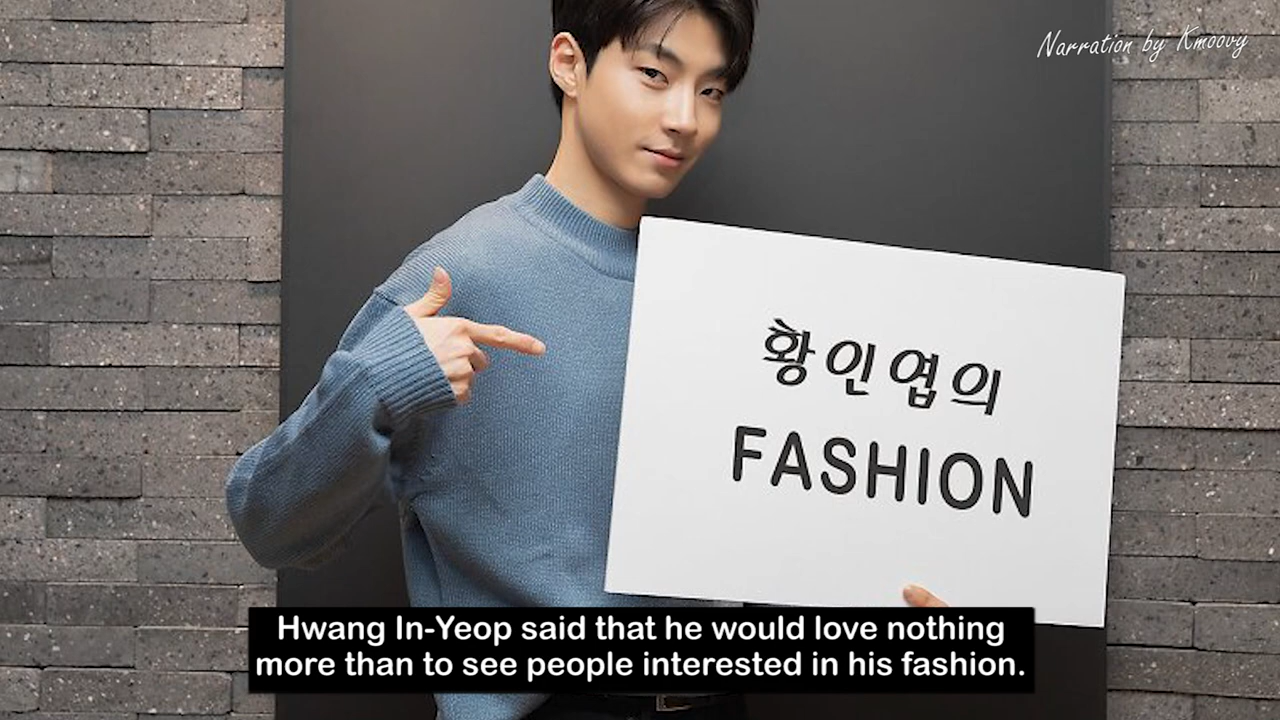 Narration by Kmoovy
황인엽의
FASHION
Hwang In-Yeop said that he would love nothing
more than to see people interested in his fashion.